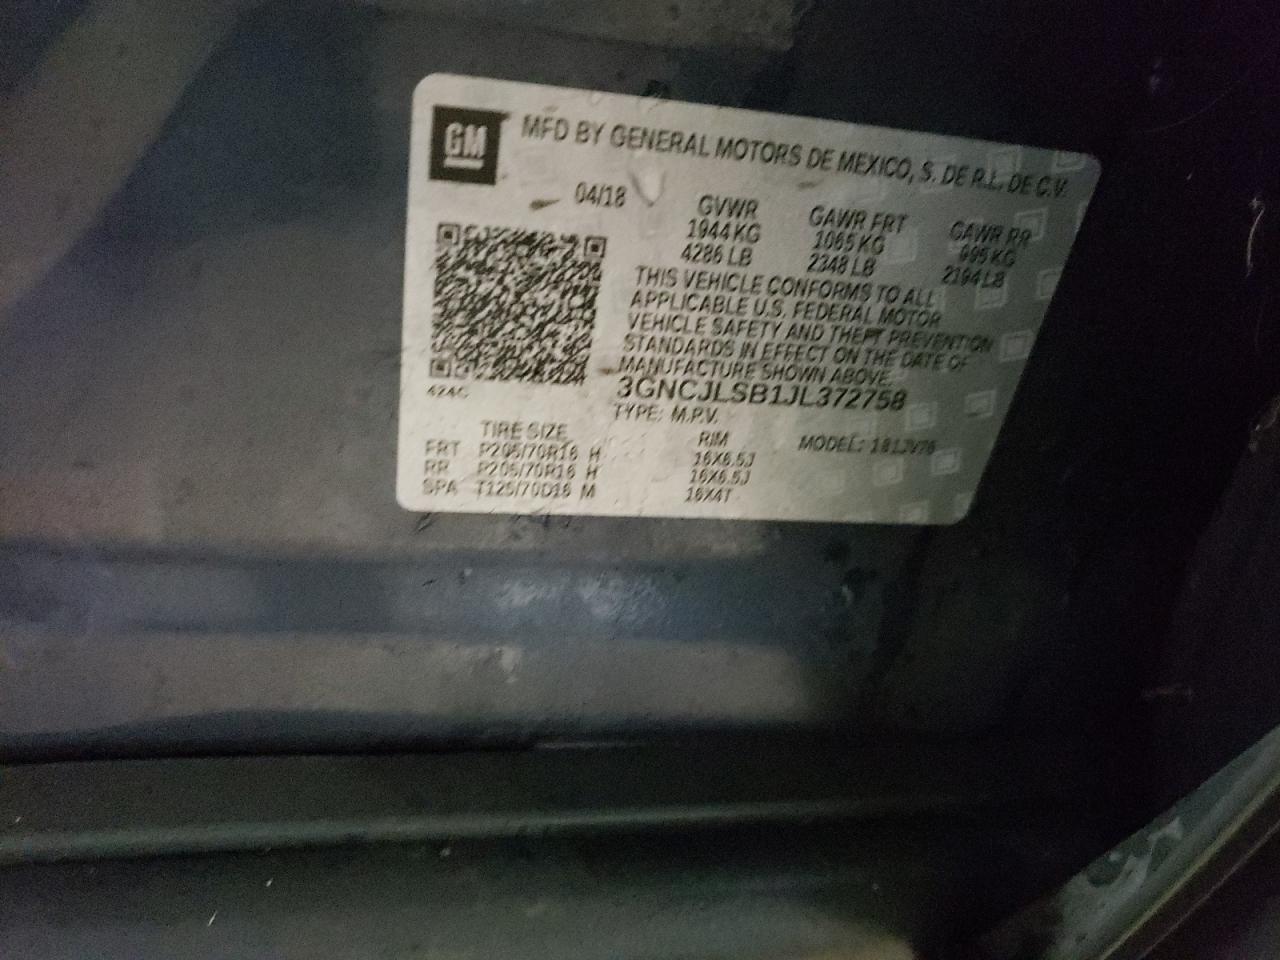 GM
MFD BY GENERAL MOTORS DE MEXICO, S. DE R.L. DE C.V.
04/18 GVWR GAWR FRT GAWR RR
1944 KG 1065 KG 995 KG
4286 LB 2348 LB 2194 LB
THIS VEHICLE CONFORMS TO ALL
APPLICABLE U.S. FEDERAL MOTOR
VEHICLE SAFETY AND THEFT PREVENTION
STANDARDS IN EFFECT ON THE DATE OF
MANUFACTURE SHOWN ABOVE.
424C 3GNCJLSB1JL372758
TYPE: M.P.V.
TIRE SIZE RIM MODEL: 181JV76
FRT P205/70R16 H 16X6.5J
RR P205/70R16 H 16X6.5J
SPA T125/70D16 M 16X4T